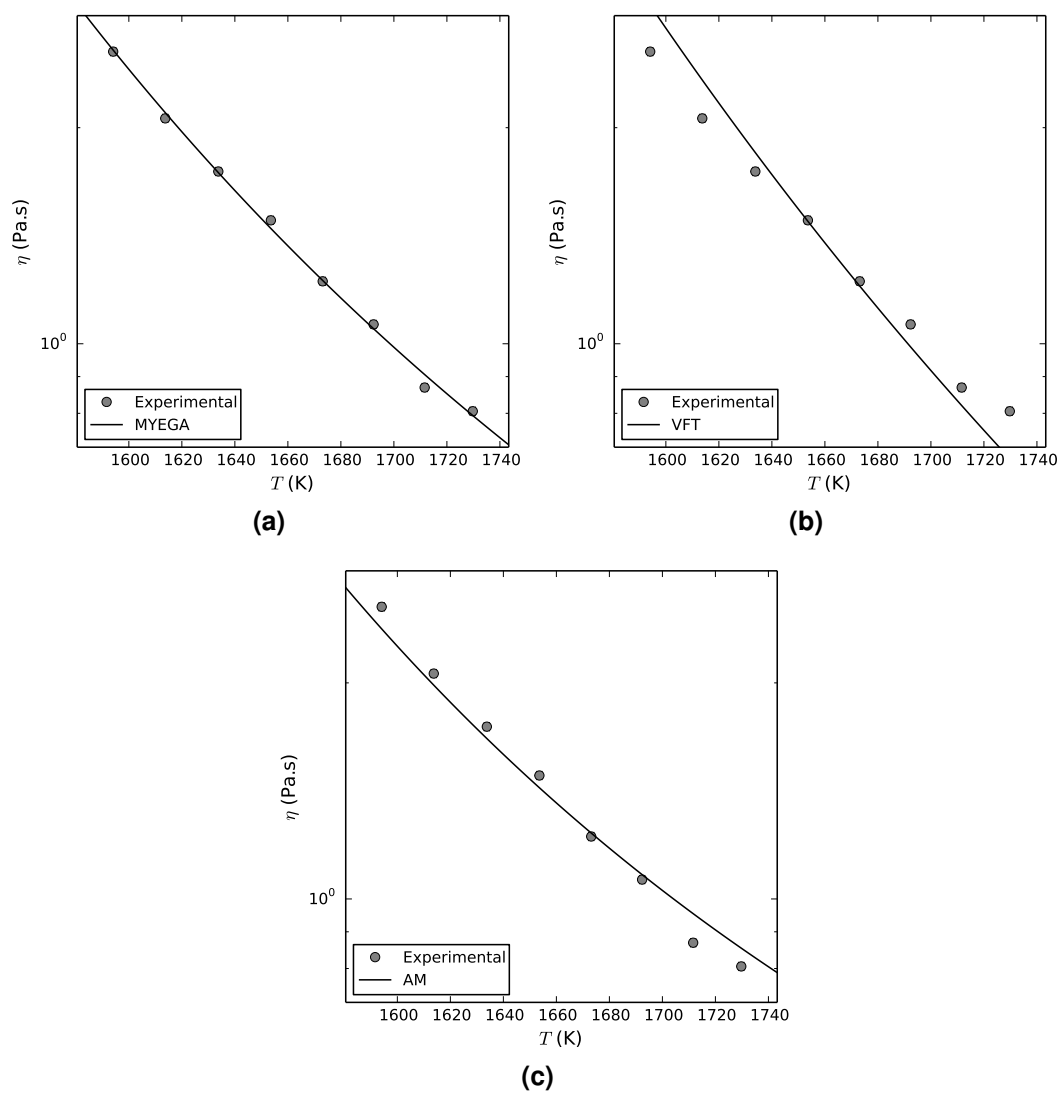 η (Pa.s)
10⁰
Experimental
MYEGA
1600 1620 1640 1660 1680 1700 1720 1740
T (K)
(a)
η (Pa.s)
10⁰
Experimental
VFT
1600 1620 1640 1660 1680 1700 1720 1740
T (K)
(b)
η (Pa.s)
10⁰
Experimental
AM
1600 1620 1640 1660 1680 1700 1720 1740
T (K)
(c)